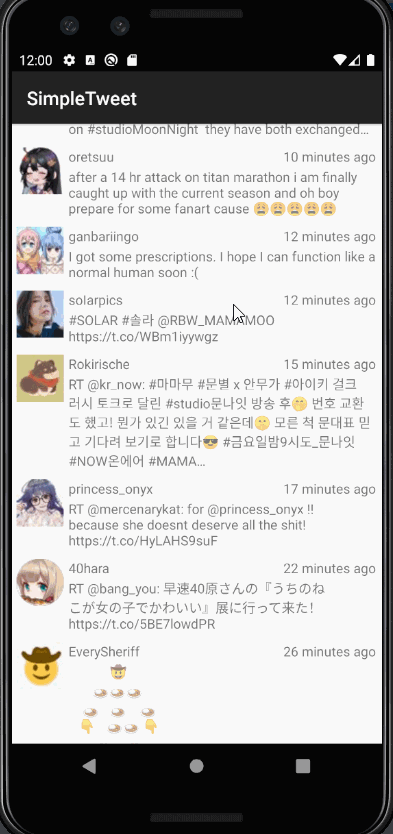 12:00
SimpleTweet
on #studioMoonNight they have both exchanged…
oretsuu 10 minutes ago
after a 14 hr attack on titan marathon i am finally
caught up with the current season and oh boy
prepare for some fanart cause 😩😩😩😩😩
ganbariingo 12 minutes ago
I got some prescriptions. I hope I can function like a
normal human soon :(
solarpics 12 minutes ago
#SOLAR #솔라 @RBW_MAMAMOO
https://t.co/WBm1iyywgz
Rokirische 15 minutes ago
RT @kr_now: #마마무 #문별 x 안무가 #아이키 걸크
러시 토크로 달린 #studio문나잇 방송 후🤭 번호 교환
도 했고! 뭔가 있긴 있을 거 같은데🤭 모른 척 문대표 믿
고 기다려 보기로 합니다😎 #금요일밤9시도_문나잇
#NOW온에어 #MAMA…
princess_onyx 17 minutes ago
RT @mercenarykat: for @princess_onyx !!
because she doesnt deserve all the shit!
https://t.co/HyLAHS9suF
40hara 22 minutes ago
RT @bang_you: 早速40原さんの『うちのね
こが女の子でかわいい』展に行って来た!
https://t.co/5BE7lowdPR
EverySheriff 26 minutes ago